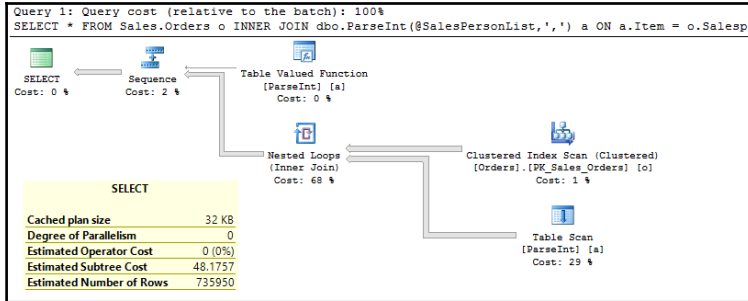 Query 1: Query cost (relative to the batch): 100%
SELECT * FROM Sales.Orders o INNER JOIN dbo.ParseInt(@SalesPersonList,',') a ON a.Item = o.Salesp
SELECT
Cost: 0 %
Sequence
Cost: 2 %
Table Valued Function
[ParseInt] [a]
Cost: 0 %
Nested Loops
(Inner Join)
Cost: 68 %
Clustered Index Scan (Clustered)
[Orders].[PK_Sales_Orders] [o]
Cost: 1 %
Table Scan
[ParseInt] [a]
Cost: 29 %
SELECT
Cached plan size 32 KB
Degree of Parallelism 0
Estimated Operator Cost 0 (0%)
Estimated Subtree Cost 48.1757
Estimated Number of Rows 735950